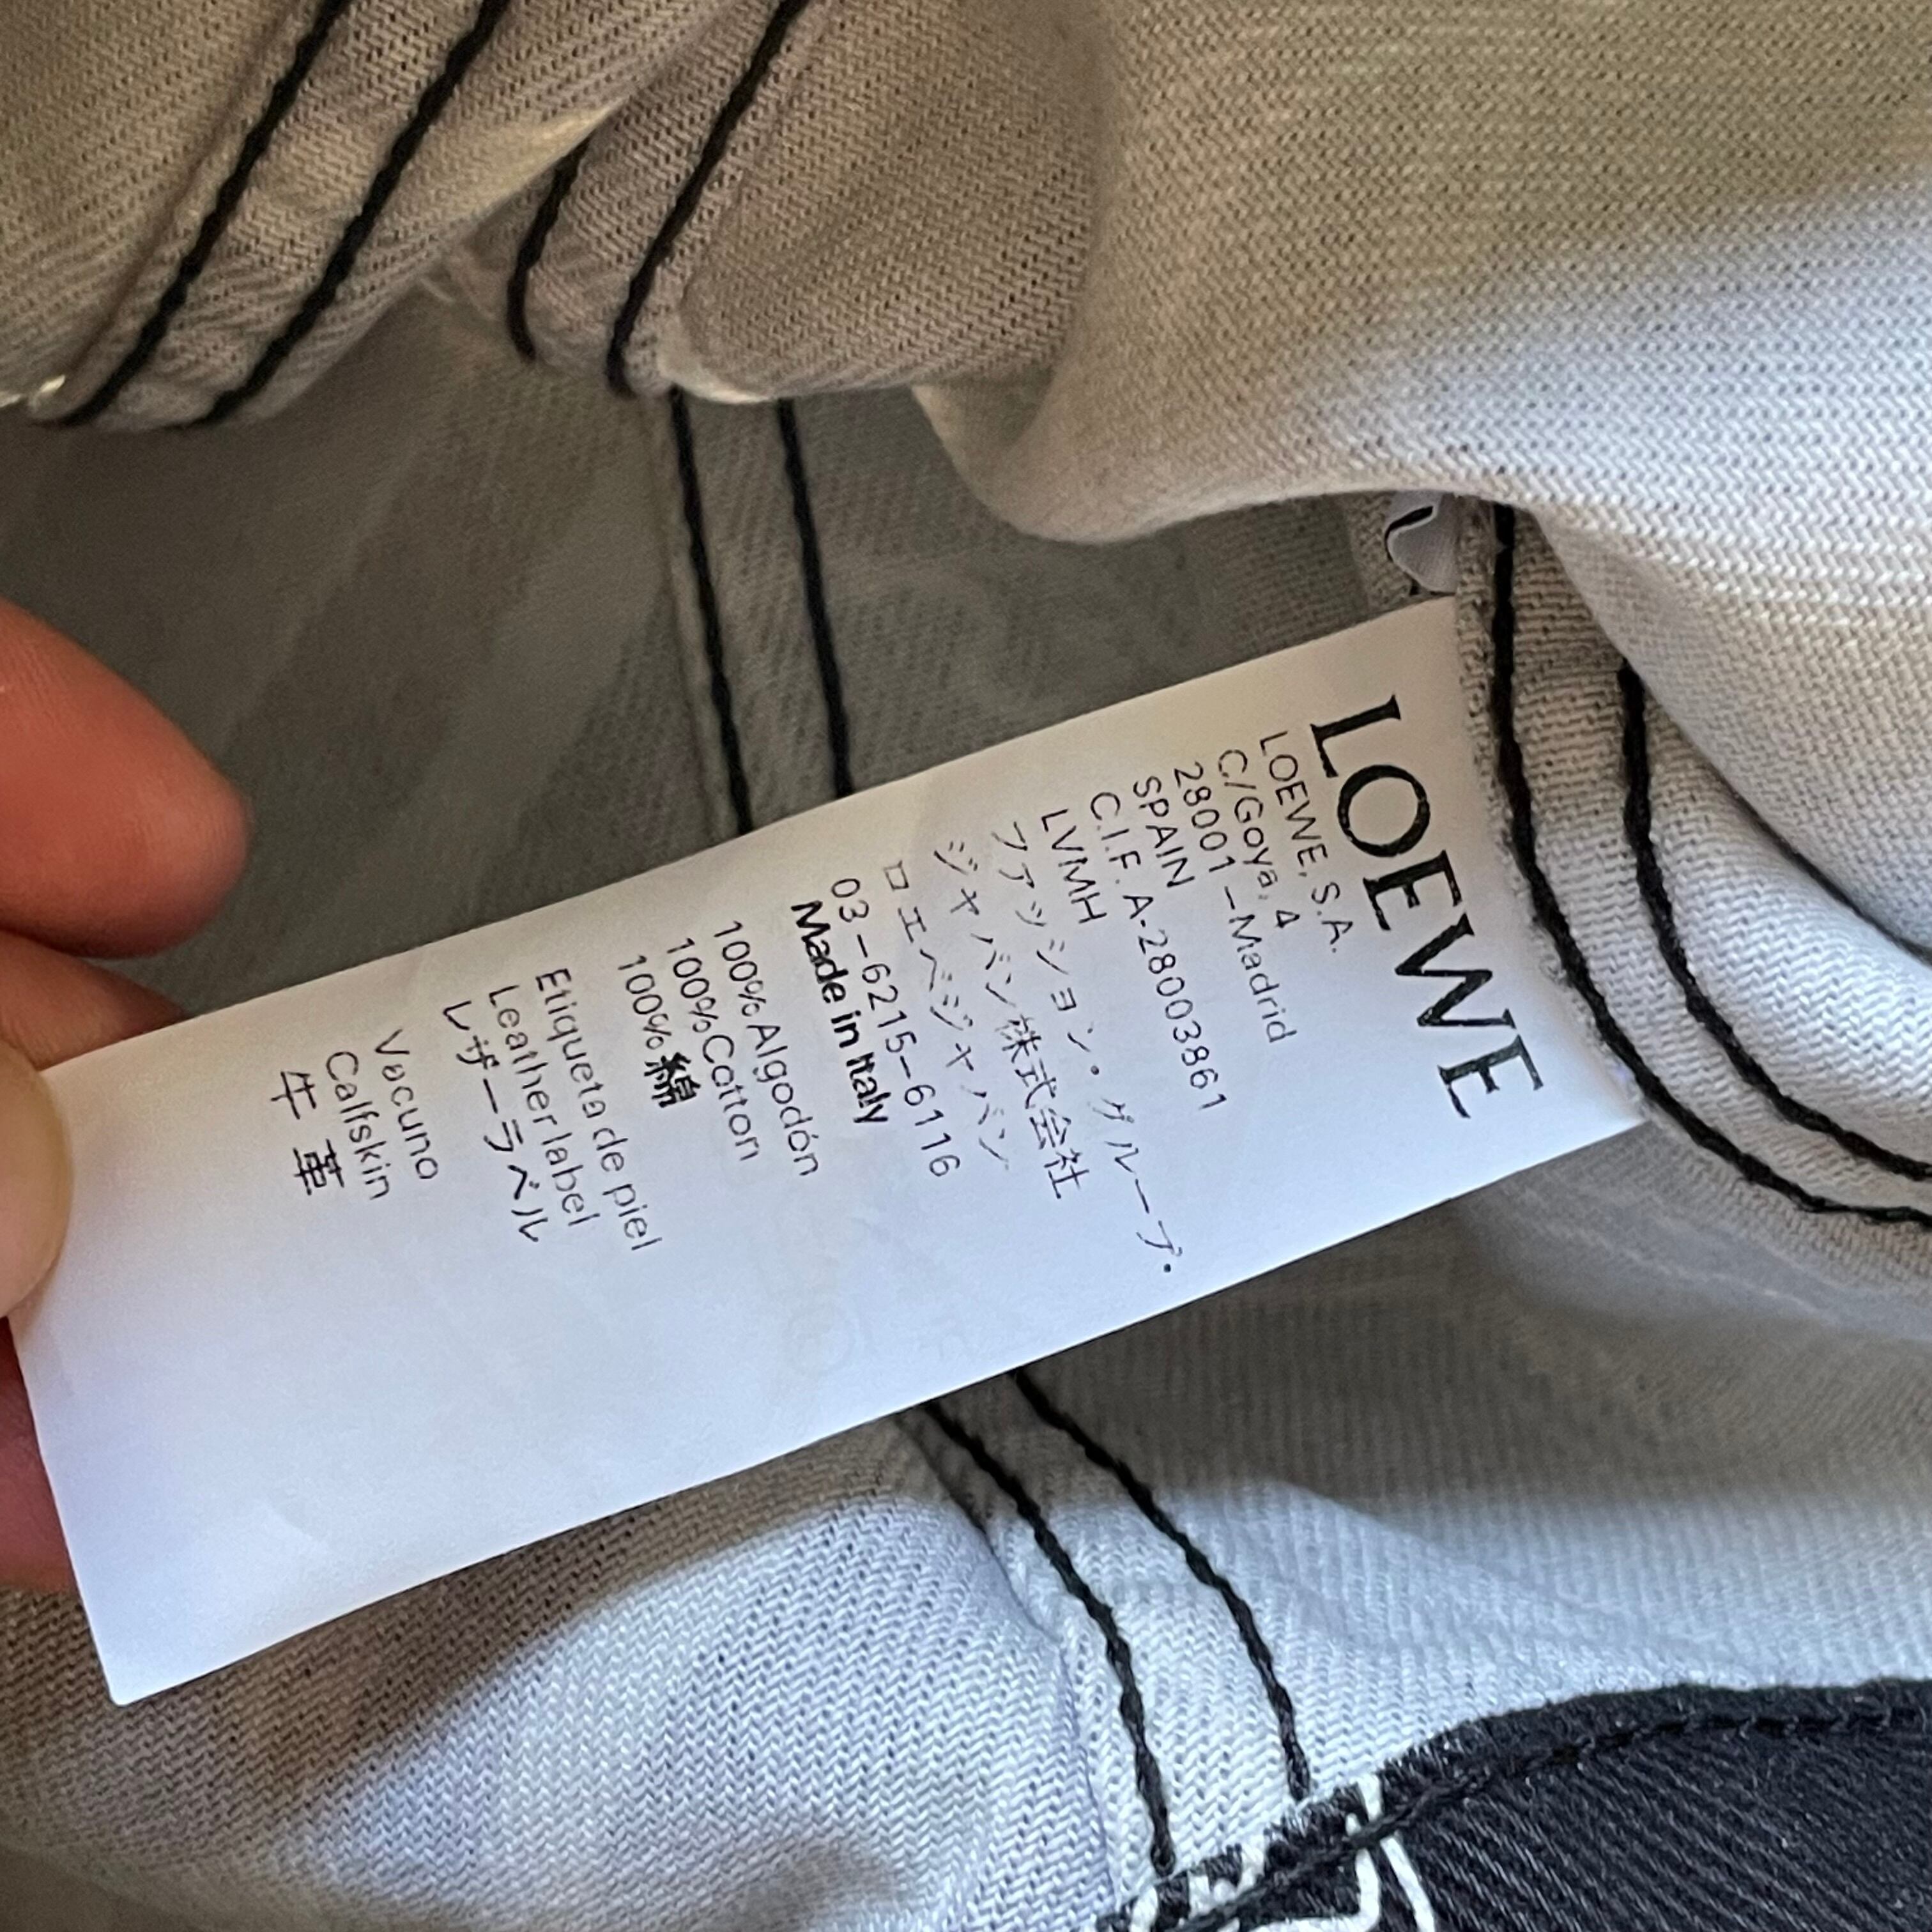 LOEWE
LOEWE, S.A.
C/Goya, 4
28001 – Madrid
SPAIN
C.I.F. A-28003861
LVMH
ファッション・グループ・
ジャパン株式会社
ロエベジャパン
03-6215-6116
Made in Italy
100% Algodón
100% Cotton
100% 綿
Etiqueta de piel
Leather label
レザーラベル
Vacuno
Calfskin
牛革